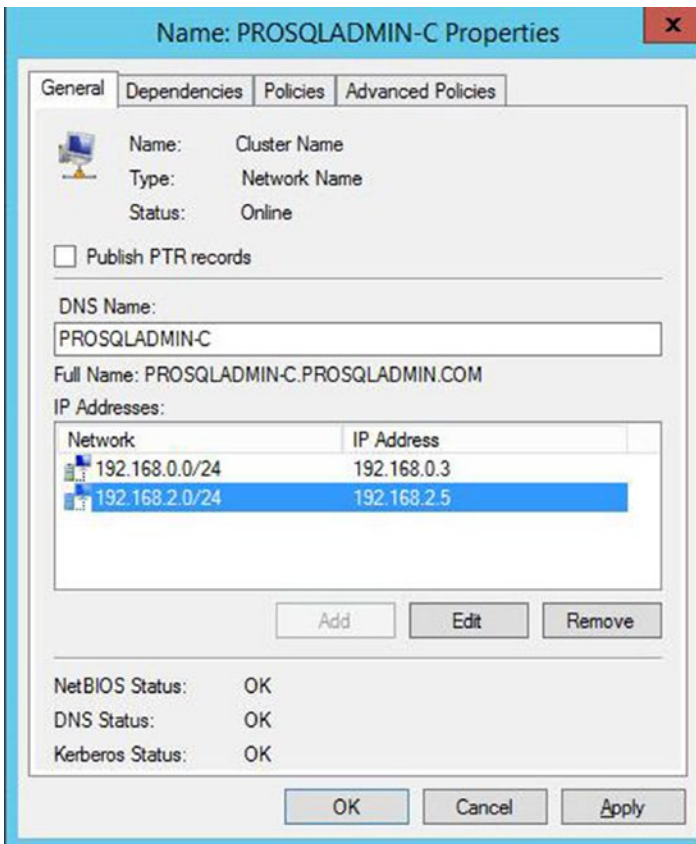 Name: PROSQLADMIN-C Properties
x
General Dependencies Policies Advanced Policies
Name: Cluster Name
Type: Network Name
Status: Online
Publish PTR records
DNS Name:
PROSQLADMIN-C
Full Name: PROSQLADMIN-C.PROSQLADMIN.COM
IP Addresses:
Network IP Address
192.168.0.0/24 192.168.0.3
192.168.2.0/24 192.168.2.5
Add Edit Remove
NetBIOS Status: OK
DNS Status: OK
Kerberos Status: OK
OK Cancel Apply